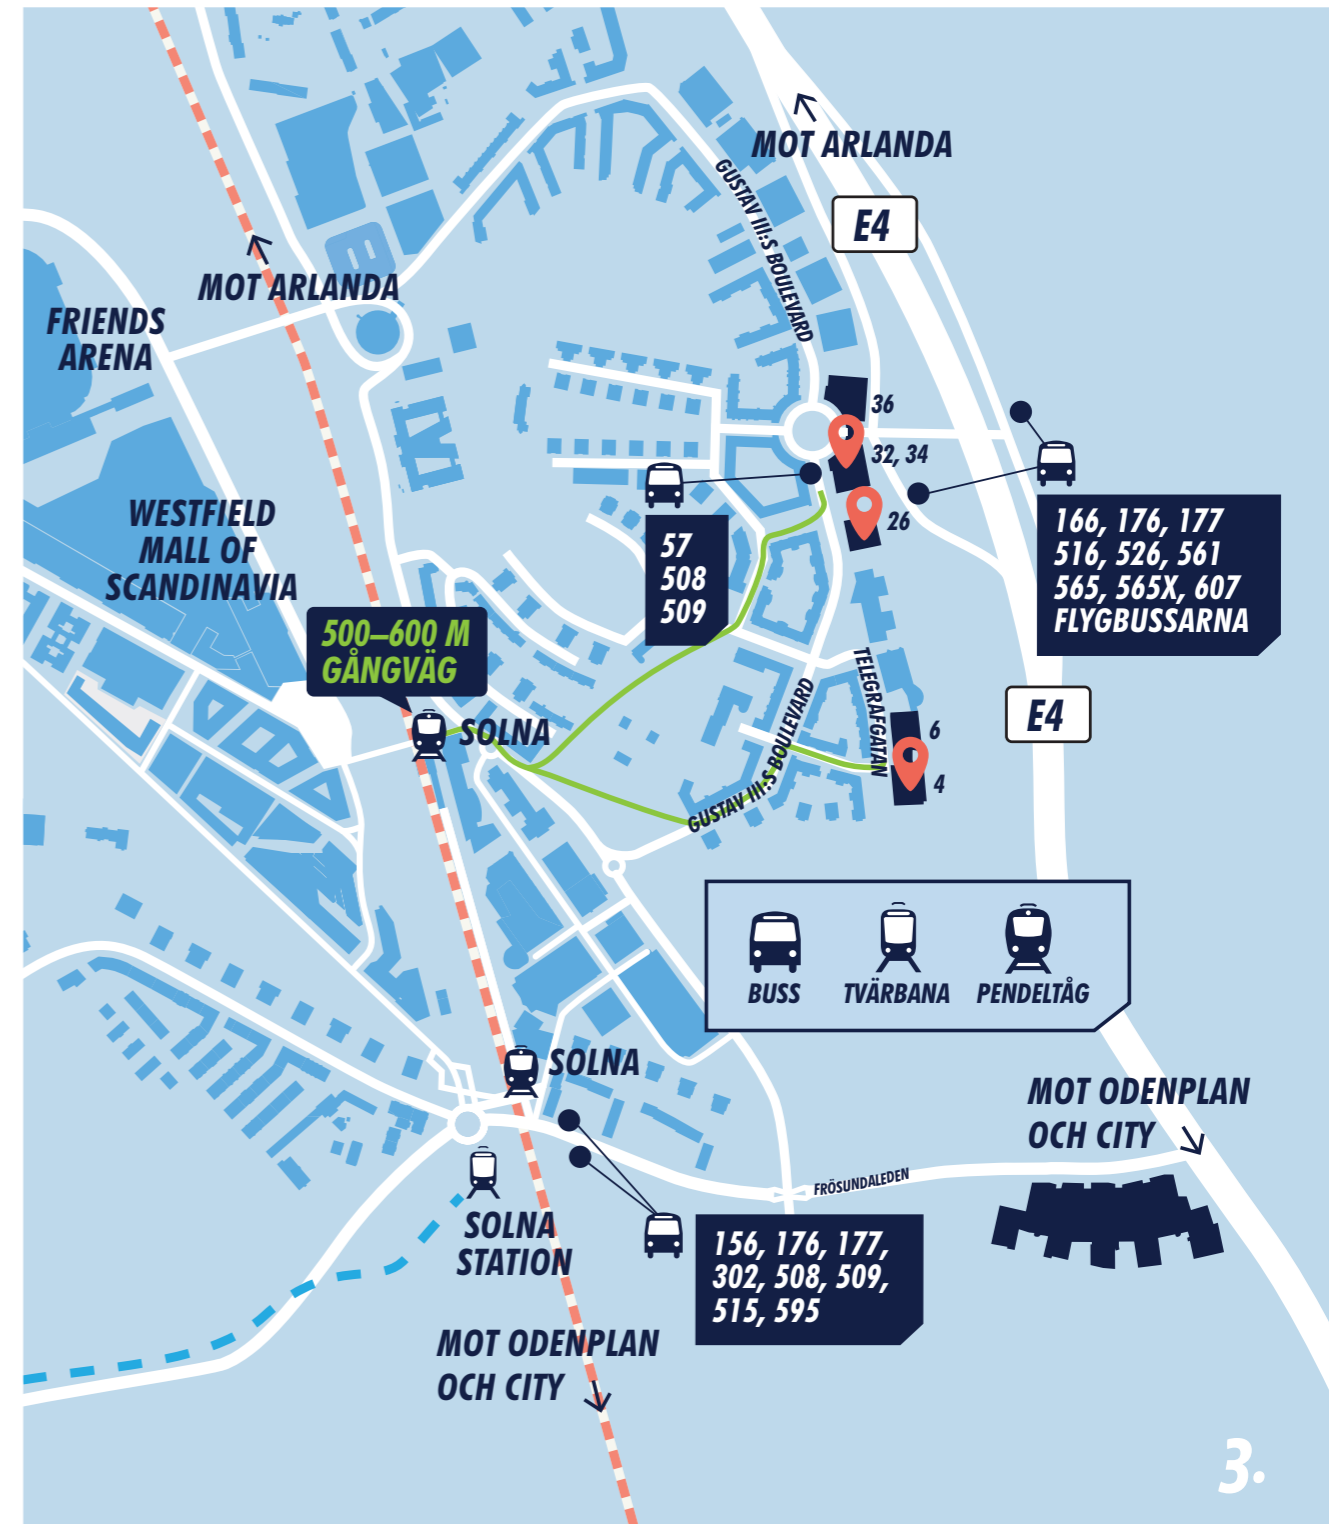 MOT ARLANDA
GUSTAV III:S BOULEVARD
E4
MOT ARLANDA
FRIENDS
ARENA
36
32, 34
26
WESTFIELD
MALL OF
SCANDINAVIA
57
508
509
166, 176, 177
516, 526, 561
565, 565X, 607
FLYGBUSSARNA
500–600 M
GÅNGVÄG
SOLNA
TELEGRAFGATAN
GUSTAV III:S BOULEVARD
E4
6
4
BUSS
TVÄRBANA
PENDELTÅG
SOLNA
MOT ODENPLAN
OCH CITY
FRÖSUNDALEDEN
SOLNA
STATION
156, 176, 177,
302, 508, 509,
515, 595
MOT ODENPLAN
OCH CITY
3.